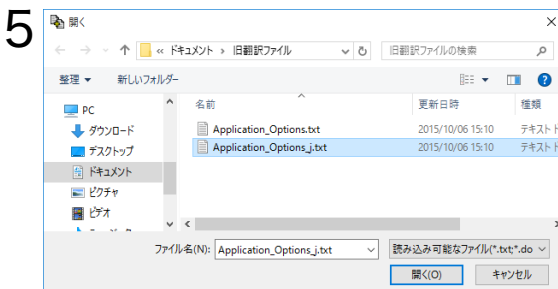 5
開く
« ドキュメント › 旧翻訳ファイル
旧翻訳ファイルの検索
整理
新しいフォルダー
PC
ダウンロード
デスクトップ
ドキュメント
ピクチャ
ビデオ
名前
更新日時
種類
Application_Options.txt
2015/10/06 15:10
テキスト
Application_Options_j.txt
2015/10/06 15:10
テキスト
ファイル名(N):
Application_Options_j.txt
読み込み可能なファイル(*.txt;*.do
開く(O)
キャンセル